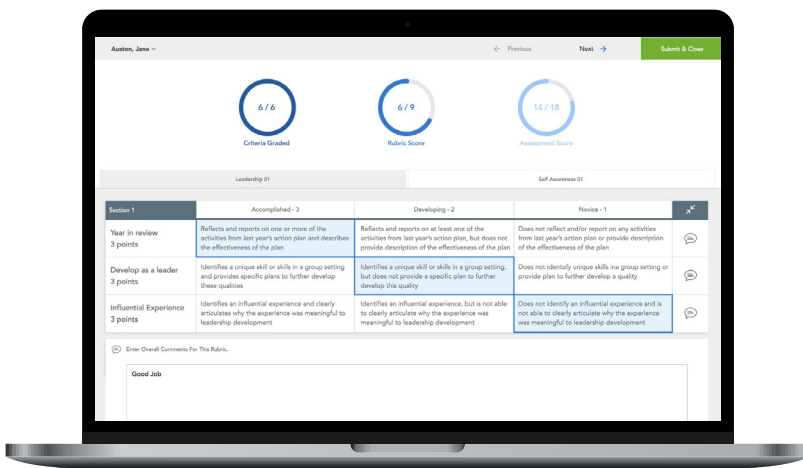 Austen, Jane
Previous
Next
Submit & Close
6 / 6
6 / 9
14 / 18
Criteria Graded
Rubric Score
Assessment Score
Leadership 01
Self Awareness 01
Section 1
Accomplished - 3
Developing - 2
Novice - 1
Year in review
3 points
Reflects and reports on one or more of the
activities from last year's action plan and describes
the effectiveness of the plan
Reflects and reports on at least one of the
activities from last year's action plan, but does not
provide description of the effectiveness of the plan
Does not reflect and/or report on any activities
from last year's action plan or provide description
of the effectiveness of the plan
Develop as a leader
3 points
Identifies a unique skill or skills in a group setting
and provides specific plans to further develop
these qualities
Identifies a unique skill or skills in a group setting,
but does not provide a specific plan to further
develop this quality
Does not identofy unique skills ina group setting or
provide plan to further develop a quality
Influential Experience
3 points
Identifies an influential experience and clearly
articulates why the experience was meaningful to
leadership development
Identifies an influential experience, but is not able
to clearly articulate why the experience was
meaningful to leadership development
Does not identify an influential experience and is
not able to clearly articulate why the experience
was meaningful to leadership development
Enter Overall Comments For This Rubric.
Good Job